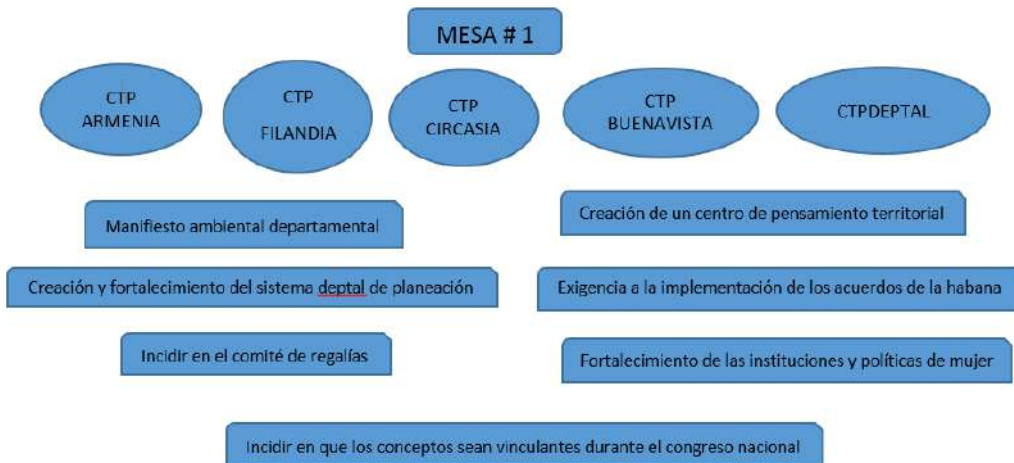 MESA # 1
CTP
ARMENIA
CTP
FILANDIA
CTP
CIRCASIA
CTP
BUENAVISTA
CTPDEPTAL
Manifiesto ambiental departamental
Creación de un centro de pensamiento territorial
Creación y fortalecimiento del sistema deptal de planeación
Exigencia a la implementación de los acuerdos de la habana
Incidir en el comité de regalías
Fortalecimiento de las instituciones y políticas de mujer
Incidir en que los conceptos sean vinculantes durante el congreso nacional